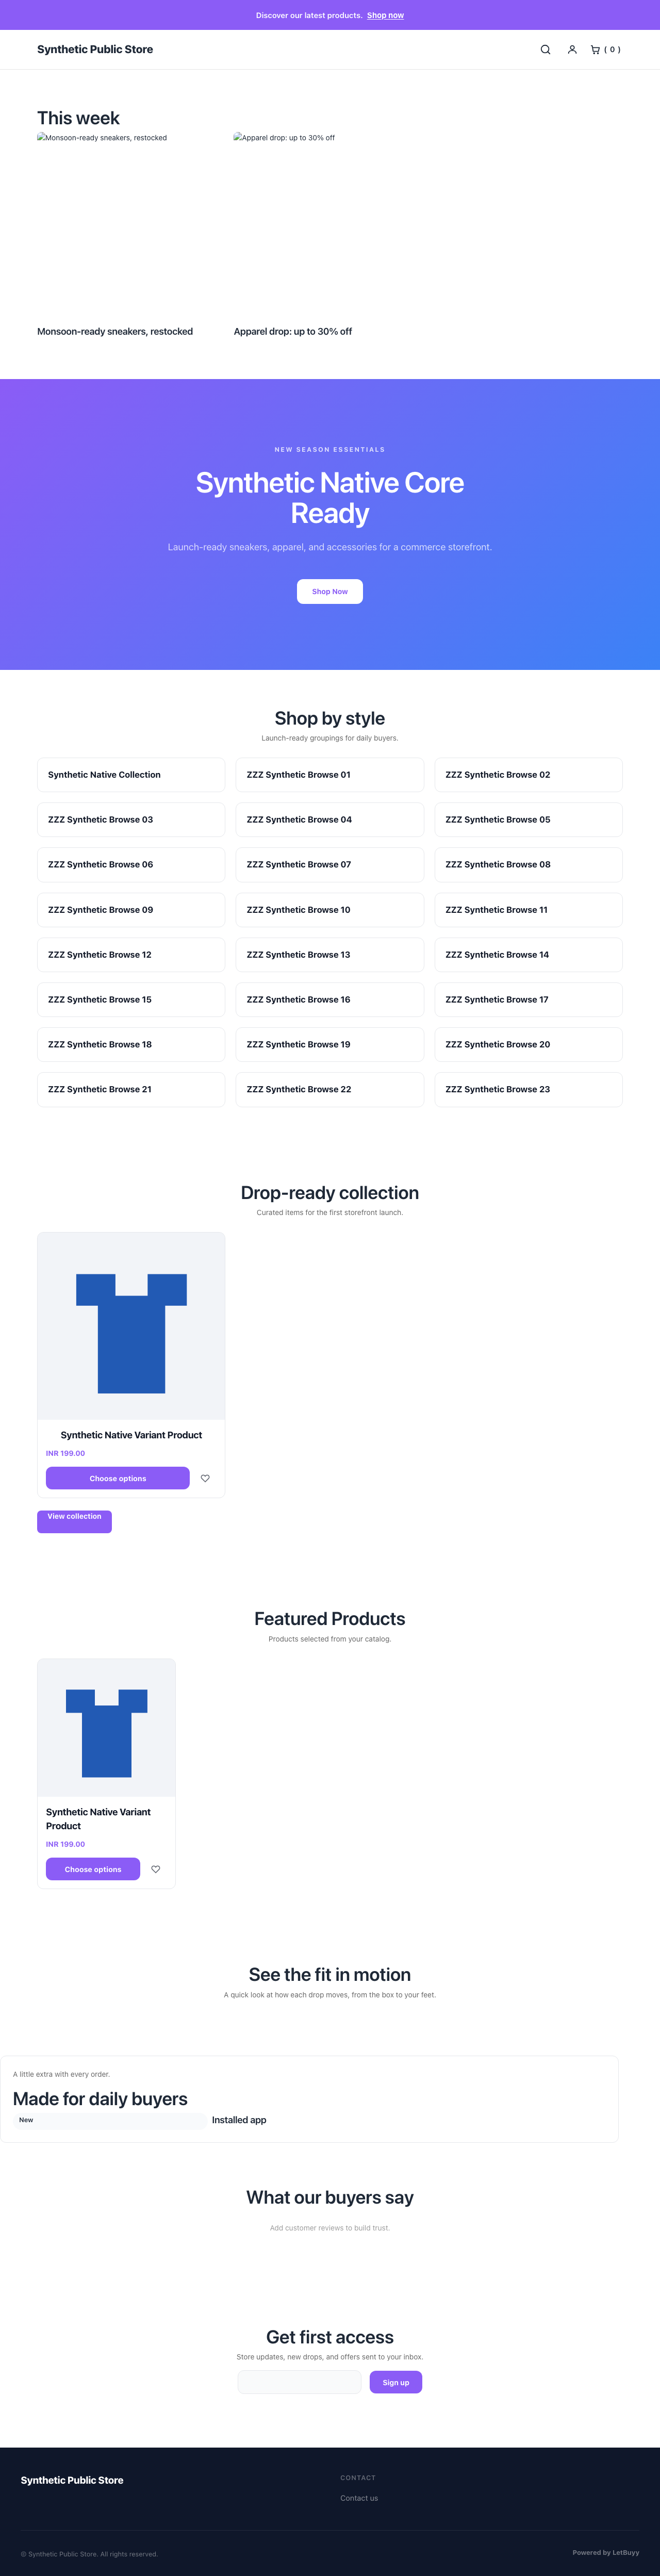 Discover our latest products. Shop now
Synthetic Public Store
( 0 )
This week
Monsoon-ready sneakers, restocked
Apparel drop: up to 30% off
Monsoon-ready sneakers, restocked
Apparel drop: up to 30% off
NEW SEASON ESSENTIALS
Synthetic Native Core
Ready
Launch-ready sneakers, apparel, and accessories for a commerce storefront.
Shop Now
Shop by style
Launch-ready groupings for daily buyers.
Synthetic Native Collection
ZZZ Synthetic Browse 01
ZZZ Synthetic Browse 02
ZZZ Synthetic Browse 03
ZZZ Synthetic Browse 04
ZZZ Synthetic Browse 05
ZZZ Synthetic Browse 06
ZZZ Synthetic Browse 07
ZZZ Synthetic Browse 08
ZZZ Synthetic Browse 09
ZZZ Synthetic Browse 10
ZZZ Synthetic Browse 11
ZZZ Synthetic Browse 12
ZZZ Synthetic Browse 13
ZZZ Synthetic Browse 14
ZZZ Synthetic Browse 15
ZZZ Synthetic Browse 16
ZZZ Synthetic Browse 17
ZZZ Synthetic Browse 18
ZZZ Synthetic Browse 19
ZZZ Synthetic Browse 20
ZZZ Synthetic Browse 21
ZZZ Synthetic Browse 22
ZZZ Synthetic Browse 23
Drop-ready collection
Curated items for the first storefront launch.
Synthetic Native Variant Product
INR 199.00
Choose options
View collection
Featured Products
Products selected from your catalog.
Synthetic Native Variant
Product
INR 199.00
Choose options
See the fit in motion
A quick look at how each drop moves, from the box to your feet.
A little extra with every order.
Made for daily buyers
New
Installed app
What our buyers say
Add customer reviews to build trust.
Get first access
Store updates, new drops, and offers sent to your inbox.
Sign up
Synthetic Public Store
CONTACT
Contact us
© Synthetic Public Store. All rights reserved.
Powered by LetBuyy